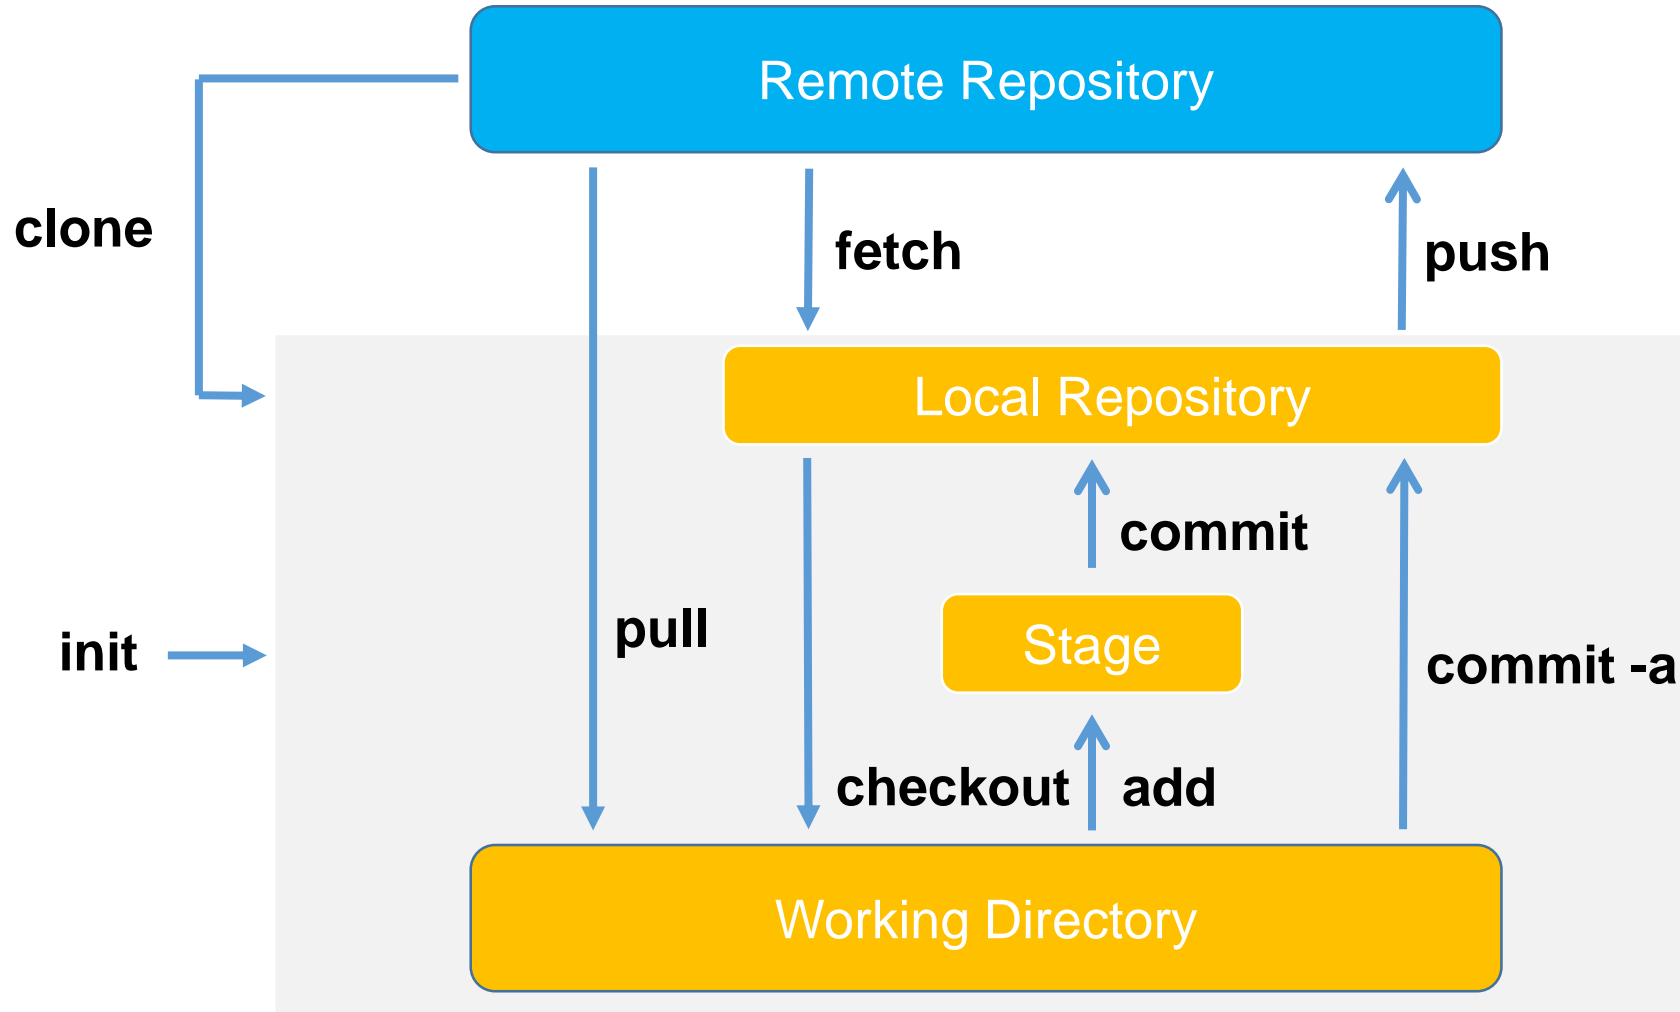 Remote Repository
clone
fetch
push
Local Repository
commit
init
pull
Stage
commit -a
checkout
add
Working Directory